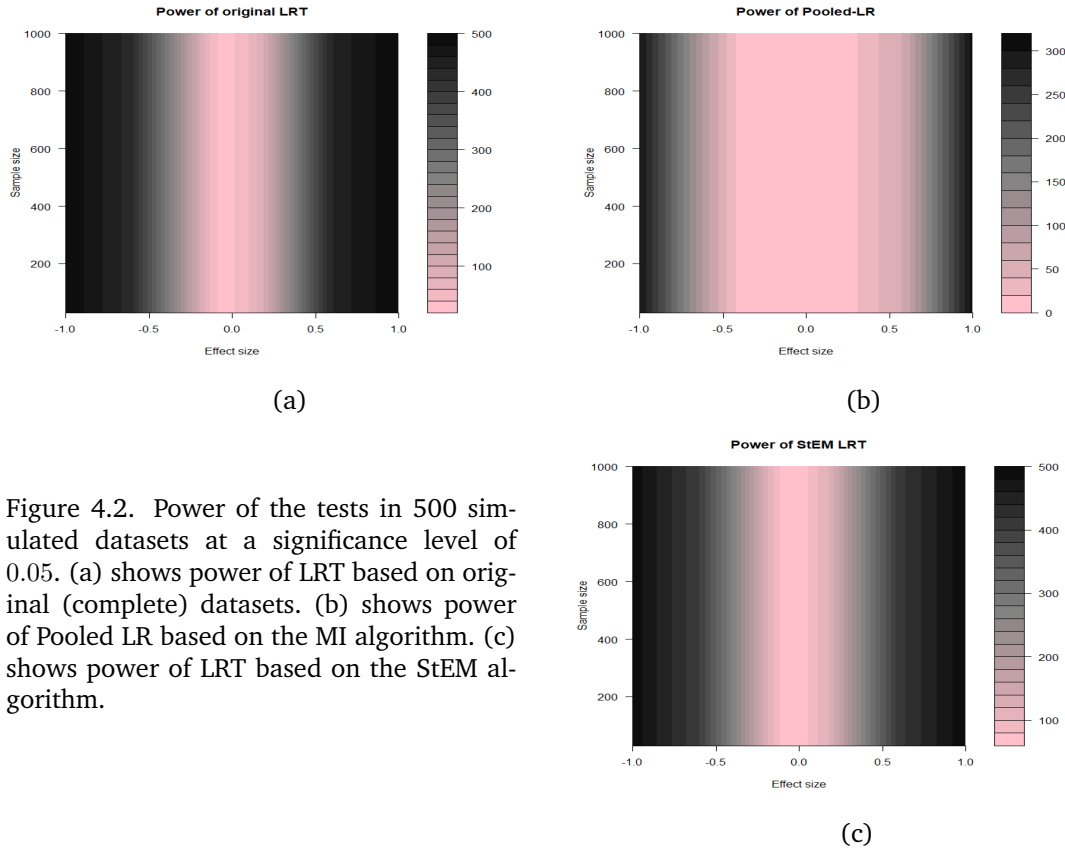 Power of original LRT
1000
800
600
400
200
Sample size
-1.0 -0.5 0.0 0.5 1.0
Effect size
500
400
300
200
100
(a)
Power of Pooled-LR
1000
800
600
400
200
Sample size
-1.0 -0.5 0.0 0.5 1.0
Effect size
300
250
200
150
100
50
0
(b)
Figure 4.2. Power of the tests in 500 sim-
ulated datasets at a significance level of
0.05. (a) shows power of LRT based on orig-
inal (complete) datasets. (b) shows power
of Pooled LR based on the MI algorithm. (c)
shows power of LRT based on the StEM al-
gorithm.
Power of StEM LRT
1000
800
600
400
200
Sample size
-1.0 -0.5 0.0 0.5 1.0
Effect size
500
400
300
200
100
(c)